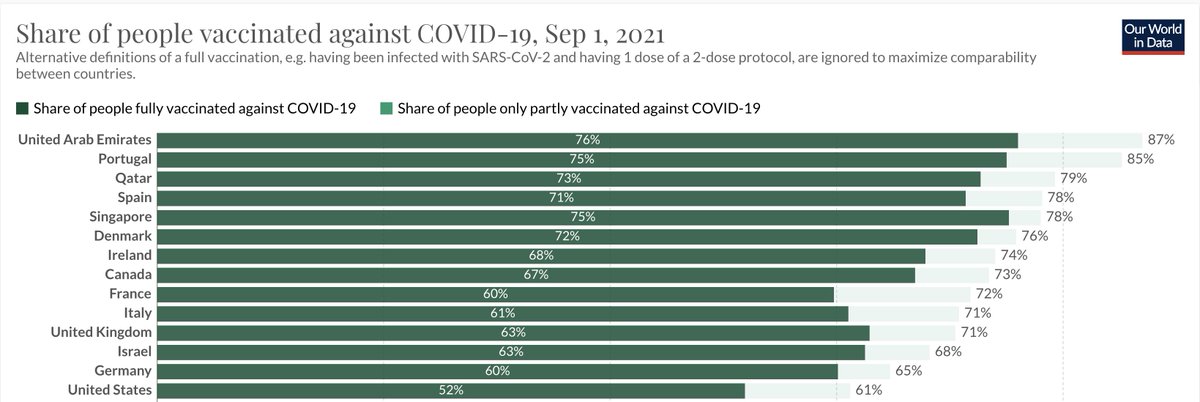 Share of people vaccinated against COVID-19, Sep 1, 2021
Our World
in Data
Alternative definitions of a full vaccination, e.g. having been infected with SARS-CoV-2 and having 1 dose of a 2-dose protocol, are ignored to maximize comparability
between countries.
Share of people fully vaccinated against COVID-19 Share of people only partly vaccinated against COVID-19
United Arab Emirates 76% 87%
Portugal 75% 85%
Qatar 73% 79%
Spain 71% 78%
Singapore 75% 78%
Denmark 72% 76%
Ireland 68% 74%
Canada 67% 73%
France 60% 72%
Italy 61% 71%
United Kingdom 63% 71%
Israel 63% 68%
Germany 60% 65%
United States 52% 61%